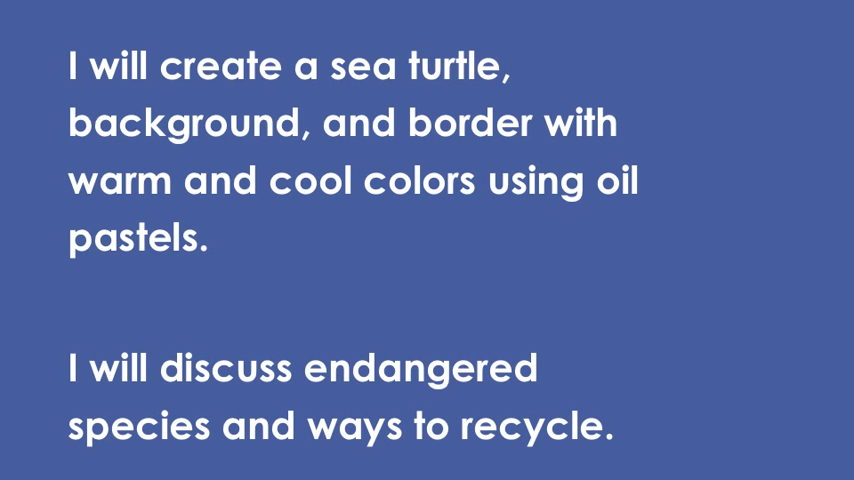 I will create a sea turtle,
background, and border with
warm and cool colors using oil
pastels.
I will discuss endangered
species and ways to recycle.